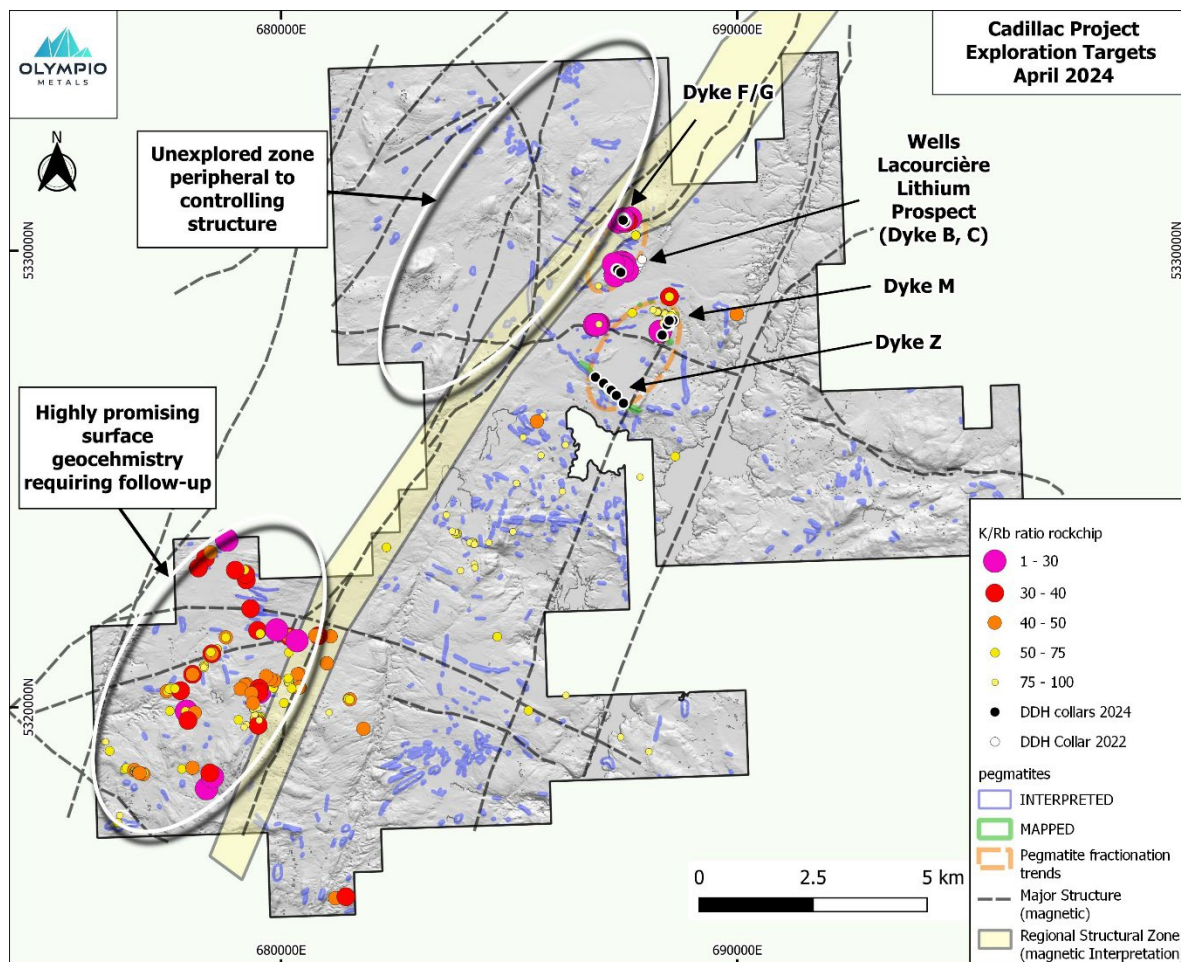 OLYMPIO
METALS
680000E
690000E
Cadillac Project
Exploration Targets
April 2024
Dyke F/G
N
Unexplored zone
peripheral to
controlling
structure
Wells
Lacourcière
Lithium
Prospect
(Dyke B, C)
5330000N
5330000N
Dyke M
Dyke Z
Highly promising
surface
geocehmistry
requiring follow-up
K/Rb ratio rockchip
1 - 30
30 - 40
40 - 50
50 - 75
75 - 100
DDH collars 2024
DDH Collar 2022
pegmatites
INTERPRETED
MAPPED
Pegmatite fractionation
trends
Major Structure
(magnetic)
Regional Structural Zone
(magnetic Interpretation
5320000N
0
2.5
5 km
680000E
690000E